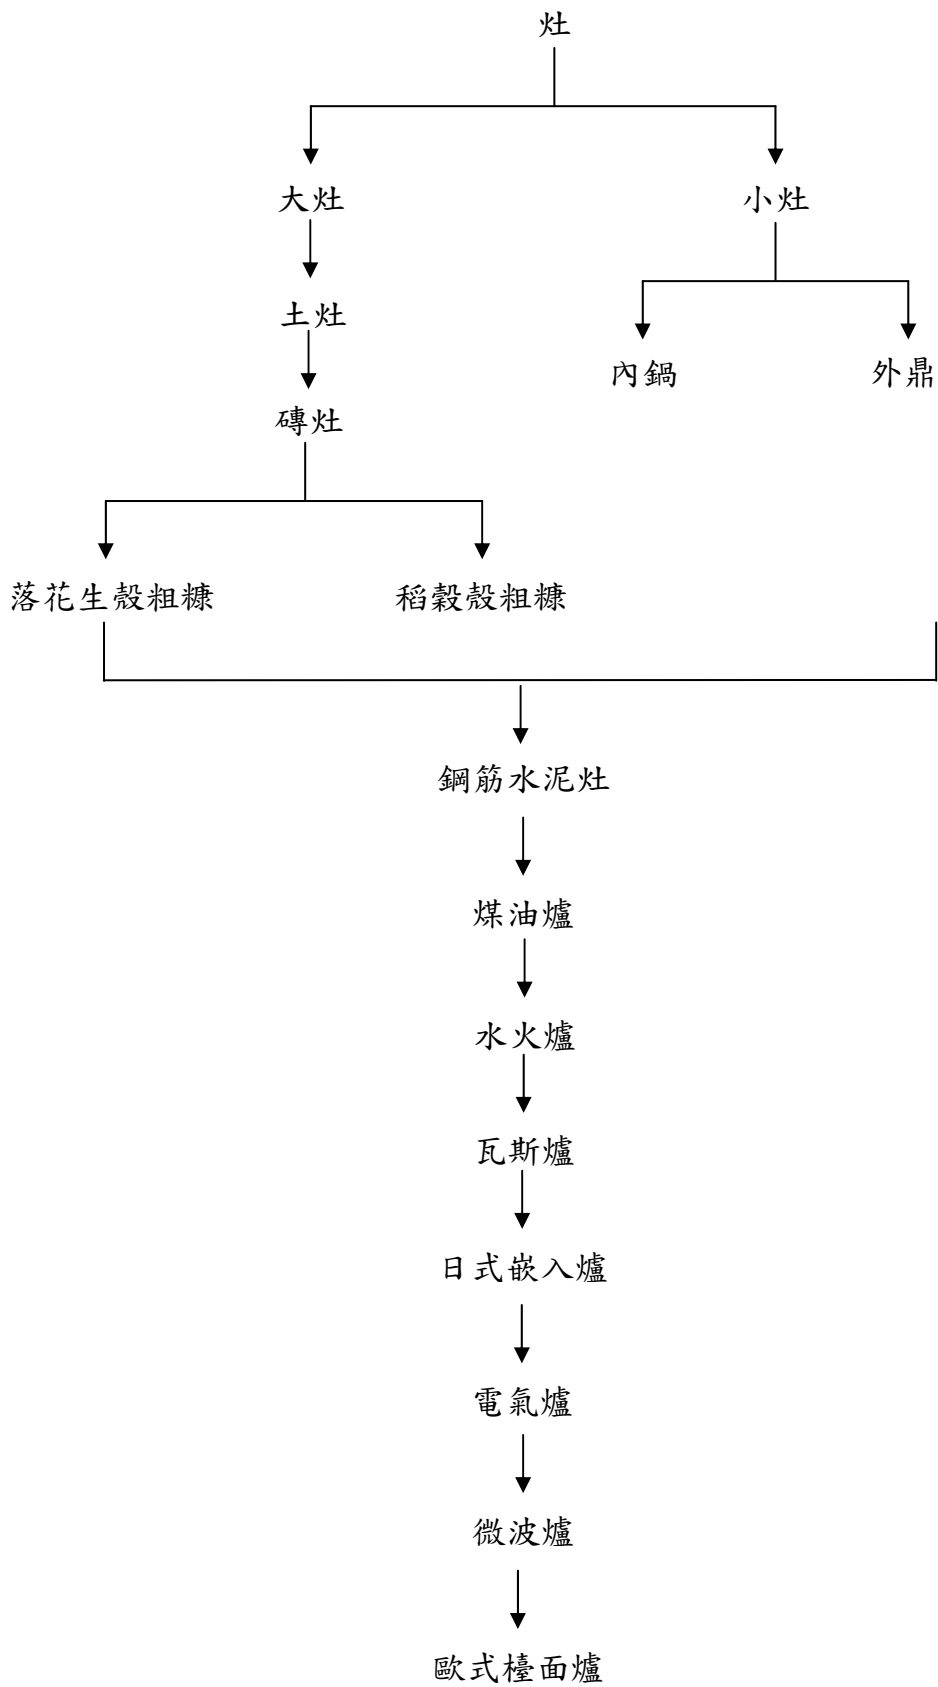 灶
大灶
小灶
土灶
內鍋
外鼎
磚灶
落花生殼粗糠
稻穀殼粗糠
鋼筋水泥灶
煤油爐
水火爐
瓦斯爐
日式嵌入爐
電氣爐
微波爐
歐式檯面爐